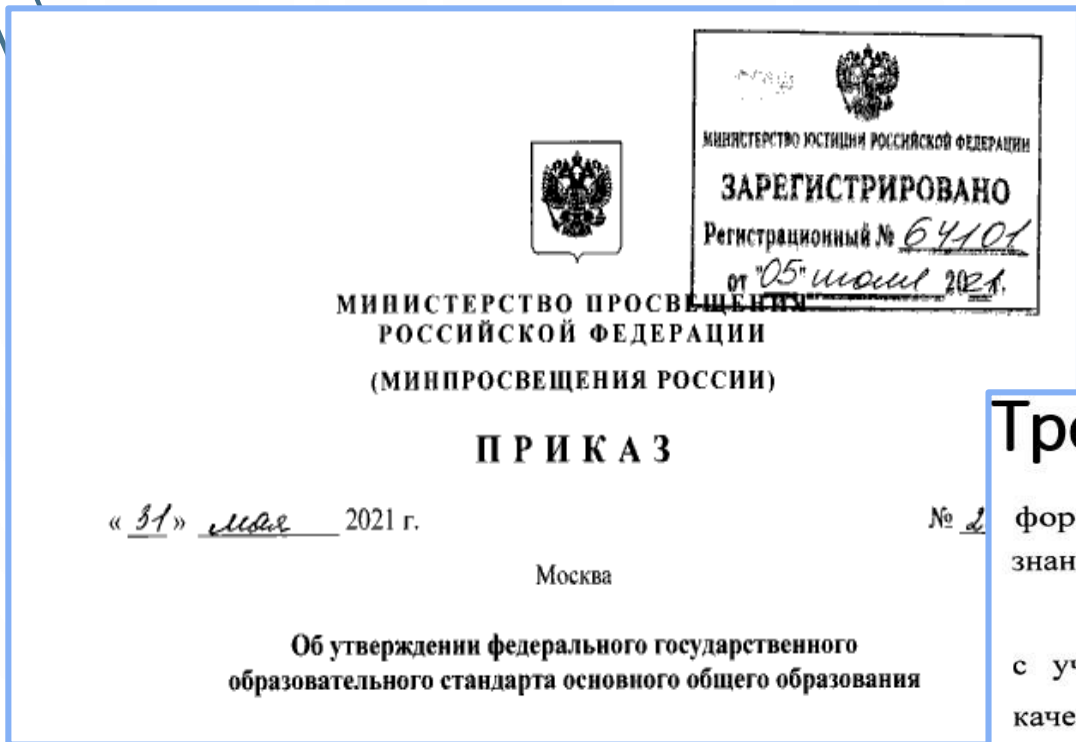 МИНИСТЕРСТВО ЮСТИЦИИ РОССИЙСКОЙ ФЕДЕРАЦИИ
ЗАРЕГИСТРИРОВАНО
Регистрационный № 64101
от "05" июля 2021.
МИНИСТЕРСТВО ПРОСВЕЩЕНИЯ
РОССИЙСКОЙ ФЕДЕРАЦИИ
(МИНПРОСВЕЩЕНИЯ РОССИИ)
ПРИКАЗ
« 31 » мая 2021 г.
№ 2
Москва
Об утверждении федерального государственного
образовательного стандарта основного общего образования
Тре
фор
знан
с уч
каче